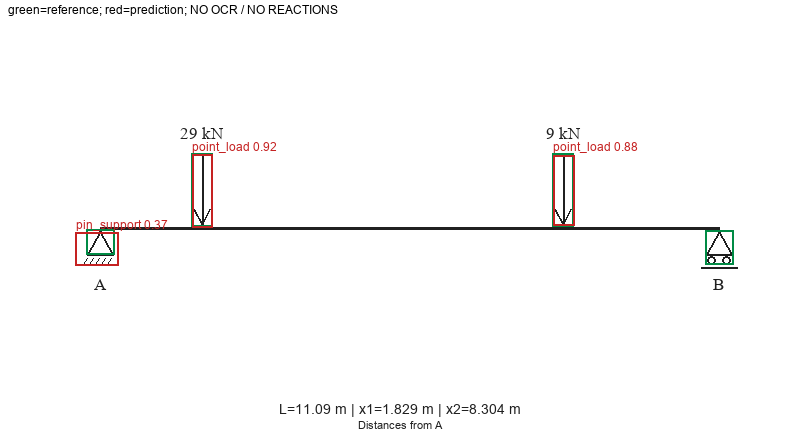 green=reference; red=prediction; NO OCR / NO REACTIONS
29 kN
9 kN
point_load 0.92
point_load 0.88
pin_support 0.37
A
B
L=11.09 m | x1=1.829 m | x2=8.304 m
Distances from A